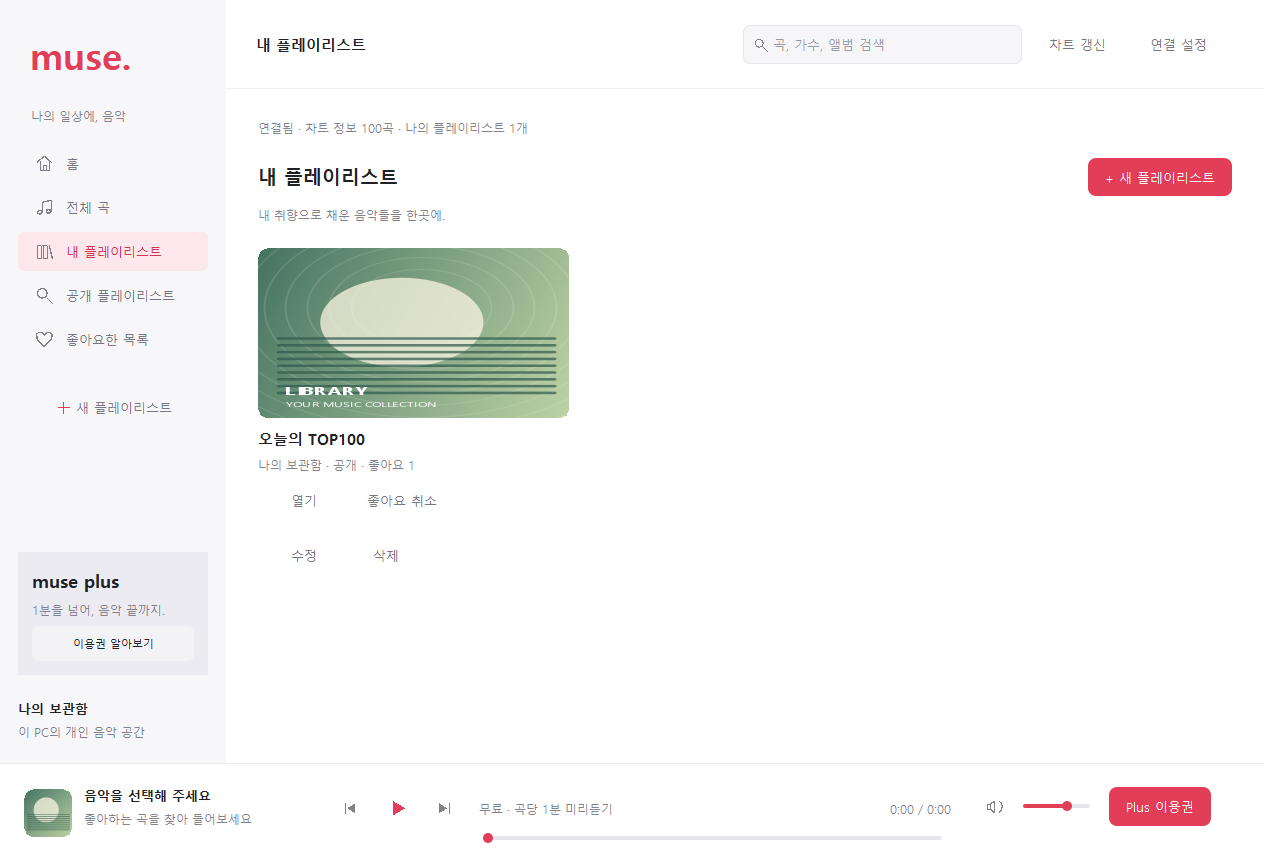 muse.
나의 일상에, 음악
홈
전체 곡
내 플레이리스트
공개 플레이리스트
좋아요한 목록
+ 새 플레이리스트
muse plus
1분을 넘어, 음악 끝까지.
이용권 알아보기
나의 보관함
이 PC의 개인 음악 공간
내 플레이리스트
곡, 가수, 앨범 검색
차트 갱신
연결 설정
연결됨 · 차트 정보 100곡 · 나의 플레이리스트 1개
내 플레이리스트
+ 새 플레이리스트
내 취향으로 채운 음악들을 한곳에.
LIBRARY
YOUR MUSIC COLLECTION
오늘의 TOP100
나의 보관함 · 공개 · 좋아요 1
열기 좋아요 취소
수정 삭제
음악을 선택해 주세요
좋아하는 곡을 찾아 들어보세요
무료 · 곡당 1분 미리듣기
0:00 / 0:00
Plus 이용권